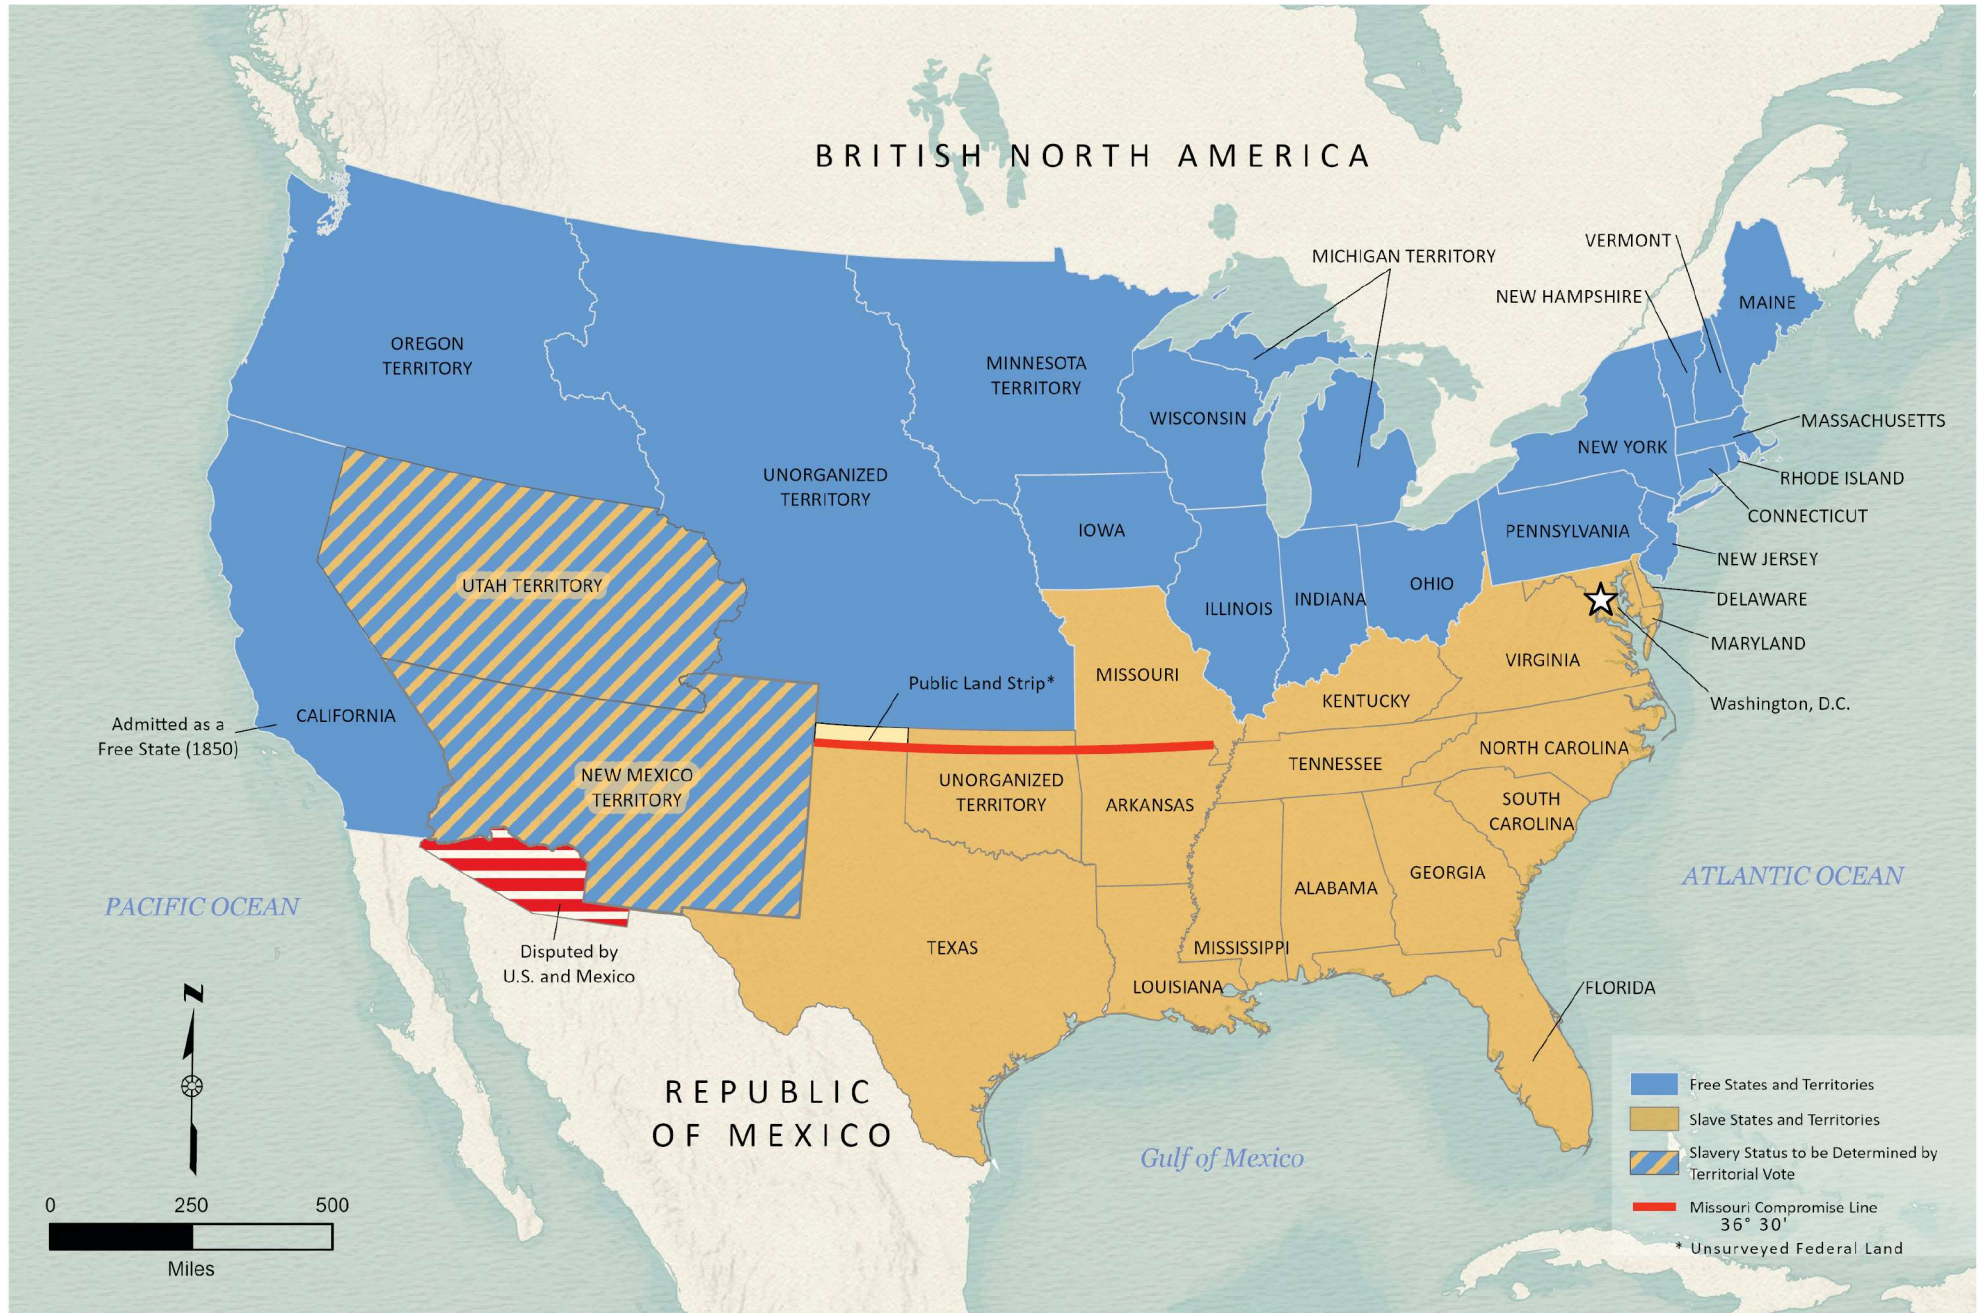 BRITISH NORTH AMERICA
VERMONT
MICHIGAN TERRITORY
NEW HAMPSHIRE
MAINE
OREGON
TERRITORY
MINNESOTA
TERRITORY
WISCONSIN
MASSACHUSETTS
NEW YORK
UNORGANIZED
TERRITORY
RHODE ISLAND
CONNECTICUT
IOWA
PENNSYLVANIA
NEW JERSEY
UTAH TERRITORY
OHIO
INDIANA
ILLINOIS
DELAWARE
MARYLAND
VIRGINIA
MISSOURI
Public Land Strip*
KENTUCKY
Washington, D.C.
CALIFORNIA
Admitted as a
Free State (1850)
NEW MEXICO
TERRITORY
NORTH CAROLINA
TENNESSEE
UNORGANIZED
TERRITORY
ARKANSAS
SOUTH
CAROLINA
GEORGIA
ALABAMA
ATLANTIC OCEAN
PACIFIC OCEAN
Disputed by
U.S. and Mexico
TEXAS
MISSISSIPPI
LOUISIANA
FLORIDA
N
REPUBLIC
OF MEXICO
Gulf of Mexico
Free States and Territories
Slave States and Territories
Slavery Status to be Determined by
Territorial Vote
Missouri Compromise Line
36° 30'
* Unsurveyed Federal Land
0 250 500
Miles